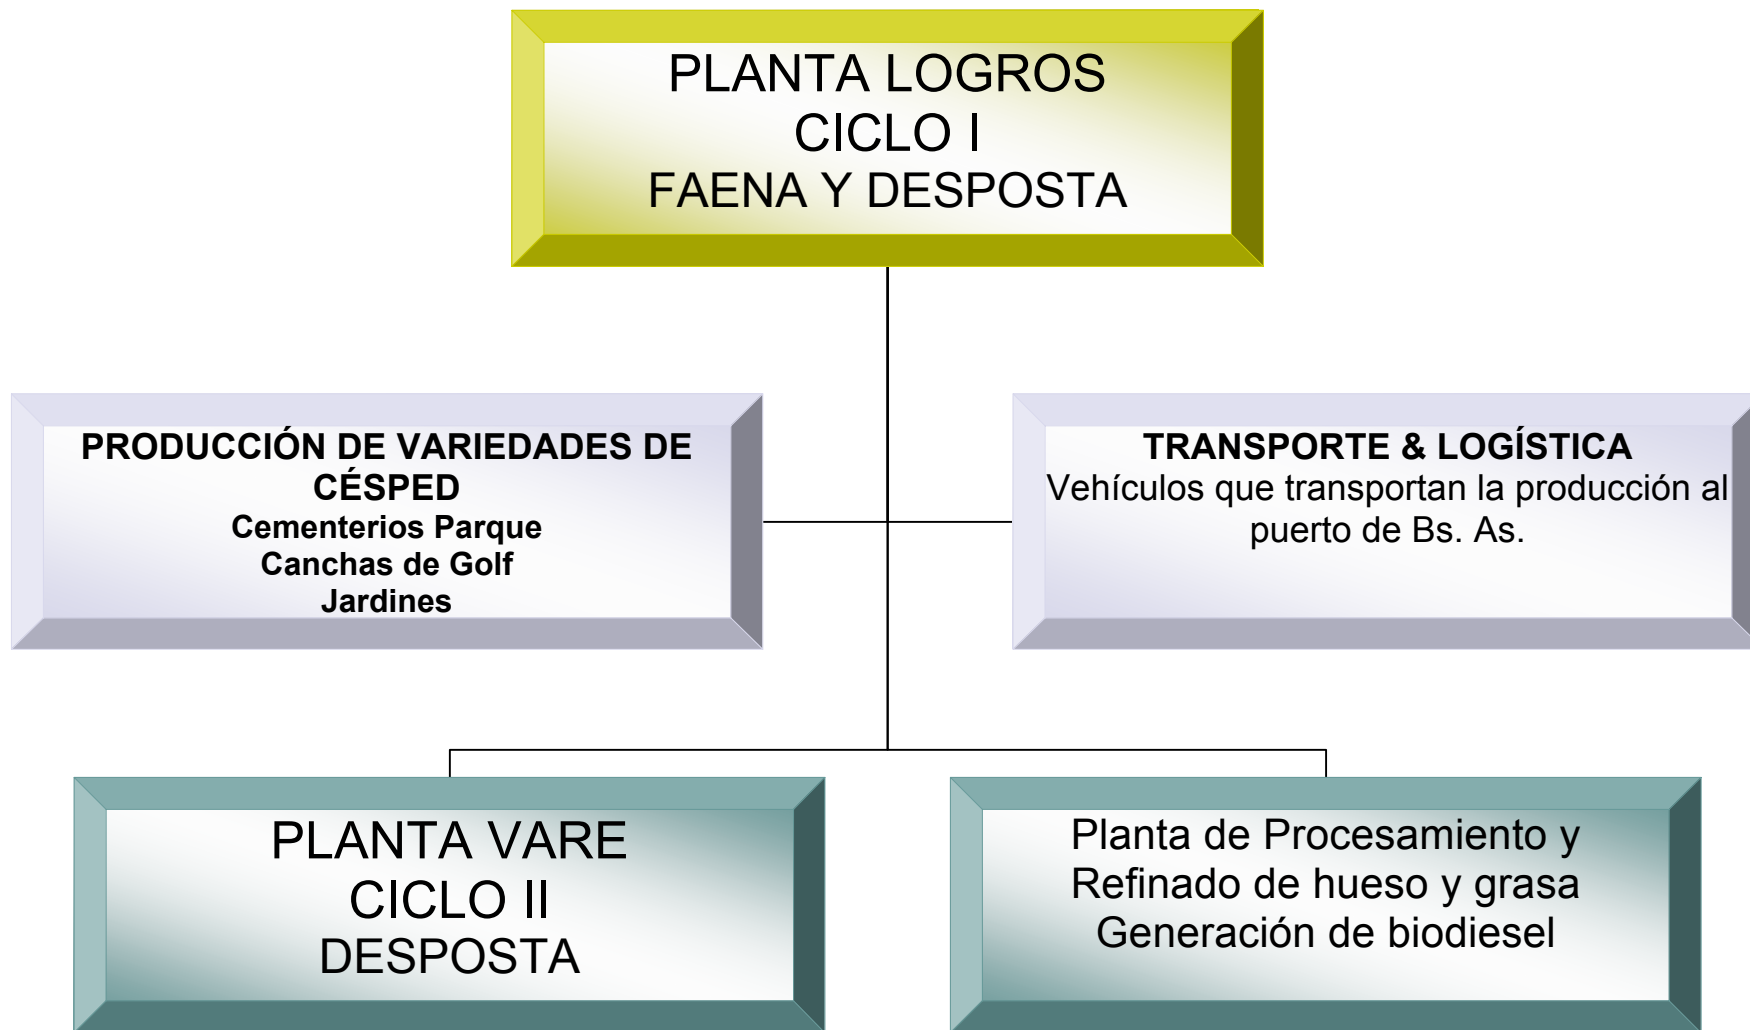 PLANTA LOGROS
CICLO I
FAENA Y DESPOSTA
PRODUCCIÓN DE VARIEDADES DE
CÉSPED
Cementerios Parque
Canchas de Golf
Jardines
TRANSPORTE & LOGÍSTICA
Vehículos que transportan la producción al
puerto de Bs. As.
PLANTA VARE
CICLO II
DESPOSTA
Planta de Procesamiento y
Refinado de hueso y grasa
Generación de biodiesel